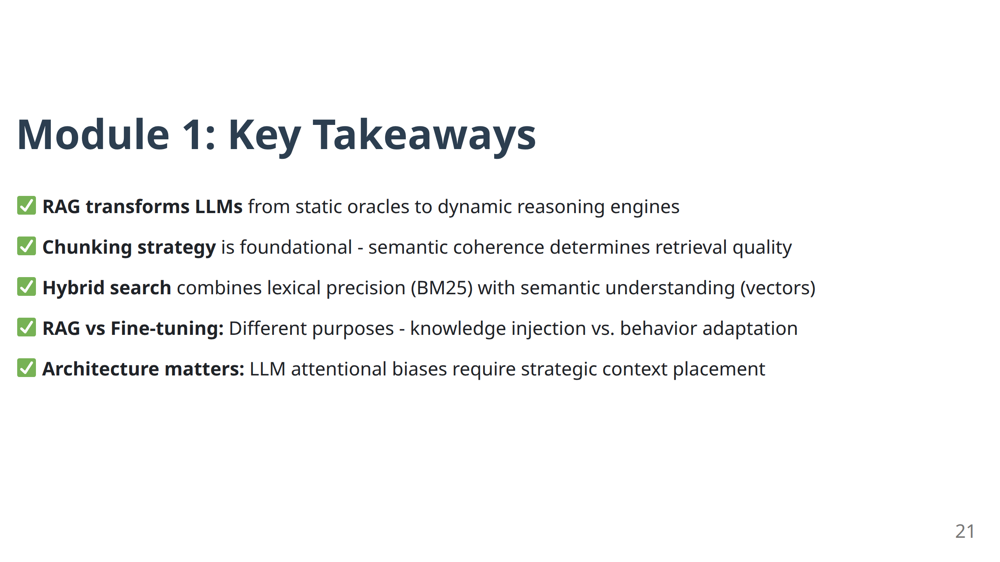 Module 1: Key Takeaways
✅ RAG transforms LLMs from static oracles to dynamic reasoning engines
✅ Chunking strategy is foundational - semantic coherence determines retrieval quality
✅ Hybrid search combines lexical precision (BM25) with semantic understanding (vectors)
✅ RAG vs Fine-tuning: Different purposes - knowledge injection vs. behavior adaptation
✅ Architecture matters: LLM attentional biases require strategic context placement
21